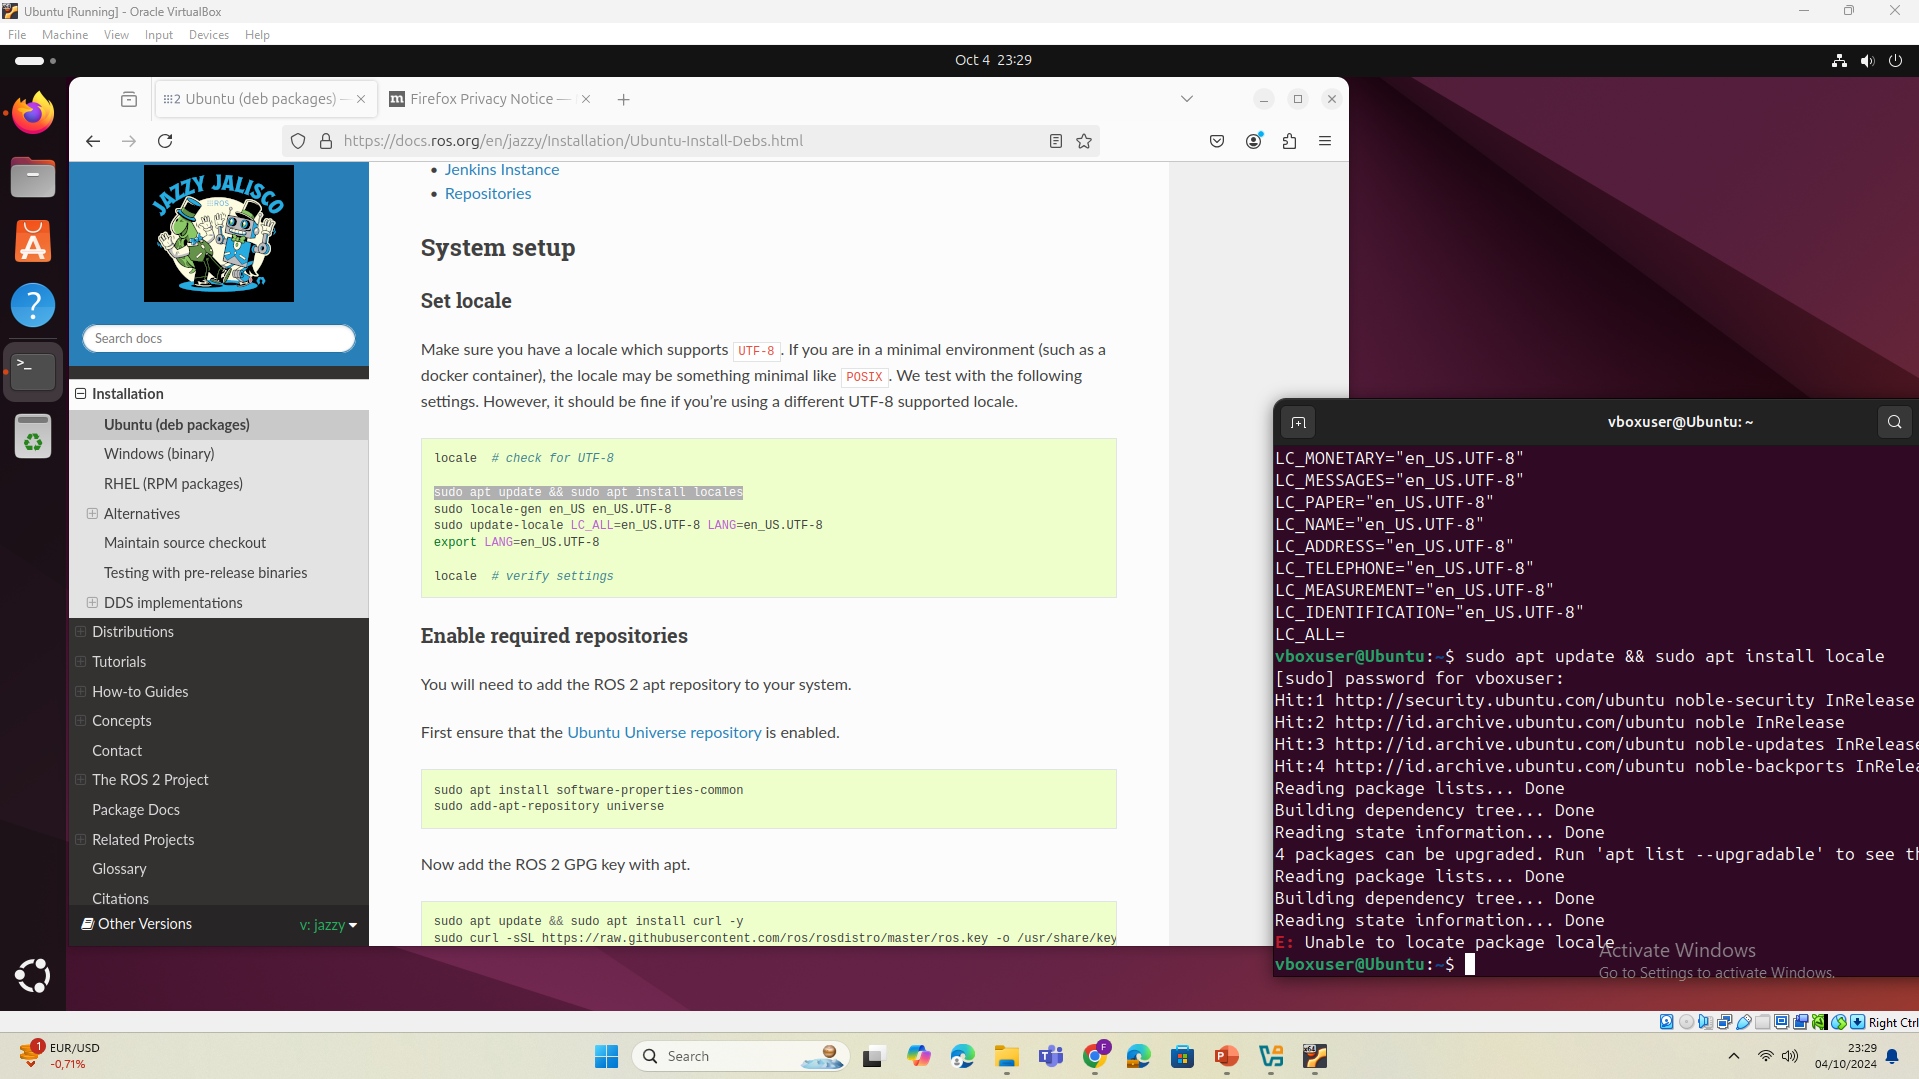 Ubuntu [Running] - Oracle VirtualBox
File Machine View Input Devices Help
Oct 4 23:29
Ubuntu (deb packages) —
Firefox Privacy Notice —
https://docs.ros.org/en/jazzy/Installation/Ubuntu-Install-Debs.html
JAZZY JALISCO
ROS
Search docs
Installation
Ubuntu (deb packages)
Windows (binary)
RHEL (RPM packages)
Alternatives
Maintain source checkout
Testing with pre-release binaries
DDS implementations
Distributions
Tutorials
How-to Guides
Concepts
Contact
The ROS 2 Project
Package Docs
Related Projects
Glossary
Citations
Other Versions
v: jazzy
Jenkins Instance
Repositories
System setup
Set locale
Make sure you have a locale which supports UTF-8. If you are in a minimal environment (such as a
docker container), the locale may be something minimal like POSIX. We test with the following
settings. However, it should be fine if you're using a different UTF-8 supported locale.
locale # check for UTF-8
sudo apt update && sudo apt install locales
sudo locale-gen en_US en_US.UTF-8
sudo update-locale LC_ALL=en_US.UTF-8 LANG=en_US.UTF-8
export LANG=en_US.UTF-8
locale # verify settings
Enable required repositories
You will need to add the ROS 2 apt repository to your system.
First ensure that the Ubuntu Universe repository is enabled.
sudo apt install software-properties-common
sudo add-apt-repository universe
Now add the ROS 2 GPG key with apt.
sudo apt update && sudo apt install curl -y
sudo curl -sSL https://raw.githubusercontent.com/ros/rosdistro/master/ros.key -o /usr/share/key
vboxuser@Ubuntu: ~
LC_MONETARY="en_US.UTF-8"
LC_MESSAGES="en_US.UTF-8"
LC_PAPER="en_US.UTF-8"
LC_NAME="en_US.UTF-8"
LC_ADDRESS="en_US.UTF-8"
LC_TELEPHONE="en_US.UTF-8"
LC_MEASUREMENT="en_US.UTF-8"
LC_IDENTIFICATION="en_US.UTF-8"
LC_ALL=
vboxuser@Ubuntu:~$ sudo apt update && sudo apt install locale
[sudo] password for vboxuser:
Hit:1 http://security.ubuntu.com/ubuntu noble-security InRelease
Hit:2 http://id.archive.ubuntu.com/ubuntu noble InRelease
Hit:3 http://id.archive.ubuntu.com/ubuntu noble-updates InRelease
Hit:4 http://id.archive.ubuntu.com/ubuntu noble-backports InRelea
Reading package lists... Done
Building dependency tree... Done
Reading state information... Done
4 packages can be upgraded. Run 'apt list --upgradable' to see th
Reading package lists... Done
Building dependency tree... Done
Reading state information... Done
E: Unable to locate package locale
vboxuser@Ubuntu:~$
Activate Windows
Go to Settings to activate Windows.
Right Ctrl
1
EUR/USD
-0,71%
Search
F
23:29
04/10/2024